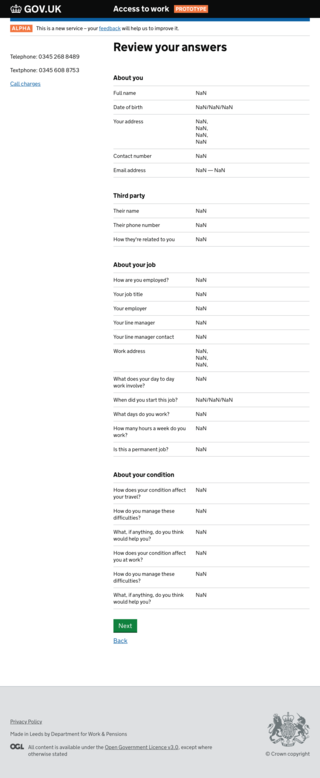 GOV.UK
Access to work PROTOTYPE
ALPHA This is a new service – your feedback will help us to improve it.
Telephone: 0345 268 8489
Textphone: 0345 608 8753
Call charges
Review your answers
About you
Full name NaN
Date of birth NaN/NaN/NaN
Your address NaN,
NaN,
NaN,
NaN
Contact number NaN
Email address NaN — NaN
Third party
Their name NaN
Their phone number NaN
How they're related to you NaN
About your job
How are you employed? NaN
Your job title NaN
Your employer NaN
Your line manager NaN
Your line manager contact NaN
Work address NaN,
NaN,
NaN,
What does your day to day NaN
work involve?
When did you start this job? NaN/NaN/NaN
What days do you work? NaN
How many hours a week do you NaN
work?
Is this a permanent job? NaN
About your condition
How does your condition affect NaN
your travel?
How do you manage these NaN
difficulties?
What, if anything, do you think NaN
would help you?
How does your condition affect NaN
you at work?
How do you manage these NaN
difficulties?
What, if anything, do you think NaN
would help you?
Next
Back
Privacy Policy
Made in Leeds by Department for Work & Pensions
OGL All content is available under the Open Government Licence v3.0, except where
otherwise stated
© Crown copyright